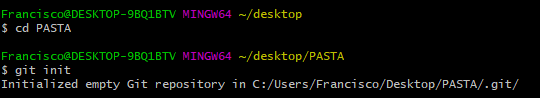 Francisco@DESKTOP-9BQ1BTV MINGW64 ~/desktop
$ cd PASTA
Francisco@DESKTOP-9BQ1BTV MINGW64 ~/desktop/PASTA
$ git init
Initialized empty Git repository in C:/Users/Francisco/Desktop/PASTA/.git/